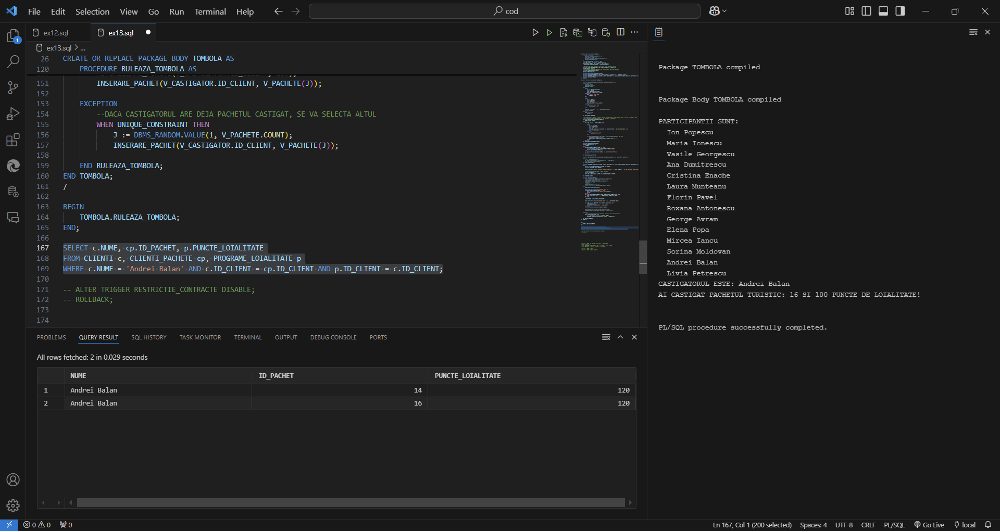 File Edit Selection View Go Run Terminal Help
cod
1
ex12.sql
ex13.sql
ex13.sql > ...
26 CREATE OR REPLACE PACKAGE BODY TOMBOLA AS
120 PROCEDURE RULEAZA_TOMBOLA AS
151 INSERARE_PACHET(V_CASTIGATOR.ID_CLIENT, V_PACHETE(J));
152
153 EXCEPTION
154 --DACA CASTIGATORUL ARE DEJA PACHETUL CASTIGAT, SE VA SELECTA ALTUL
155 WHEN UNIQUE_CONSTRAINT THEN
156 J := DBMS_RANDOM.VALUE(1, V_PACHETE.COUNT);
157 INSERARE_PACHET(V_CASTIGATOR.ID_CLIENT, V_PACHETE(J));
158
159 END RULEAZA_TOMBOLA;
160 END TOMBOLA;
161 /
162
163 BEGIN
164 TOMBOLA.RULEAZA_TOMBOLA;
165 END;
166
167 SELECT c.NUME, cp.ID_PACHET, p.PUNCTE_LOIALITATE
168 FROM CLIENTI c, CLIENTI_PACHETE cp, PROGRAME_LOIALITATE p
169 WHERE c.NUME = 'Andrei Balan' AND c.ID_CLIENT = cp.ID_CLIENT AND p.ID_CLIENT = c.ID_CLIENT;
170
171 -- ALTER TRIGGER RESTRICTIE_CONTRACTE DISABLE;
172 -- ROLLBACK;
173
174
PROBLEMS QUERY RESULT SQL HISTORY TASK MONITOR TERMINAL OUTPUT DEBUG CONSOLE PORTS
All rows fetched: 2 in 0.029 seconds
NUME ID_PACHET PUNCTE_LOIALITATE
1 Andrei Balan 14 120
2 Andrei Balan 16 120
Package TOMBOLA compiled
Package Body TOMBOLA compiled
PARTICIPANTII SUNT:
Ion Popescu
Maria Ionescu
Vasile Georgescu
Ana Dumitrescu
Cristina Enache
Laura Munteanu
Florin Pavel
Roxana Antonescu
George Avram
Elena Popa
Mircea Iancu
Sorina Moldovan
Andrei Balan
Livia Petrescu
CASTIGATORUL ESTE: Andrei Balan
AI CASTIGAT PACHETUL TURISTIC: 16 SI 100 PUNCTE DE LOIALITATE!
PL/SQL procedure successfully completed.
0 0 0
Ln 167, Col 1 (200 selected) Spaces: 4 UTF-8 CRLF PL/SQL Go Live local